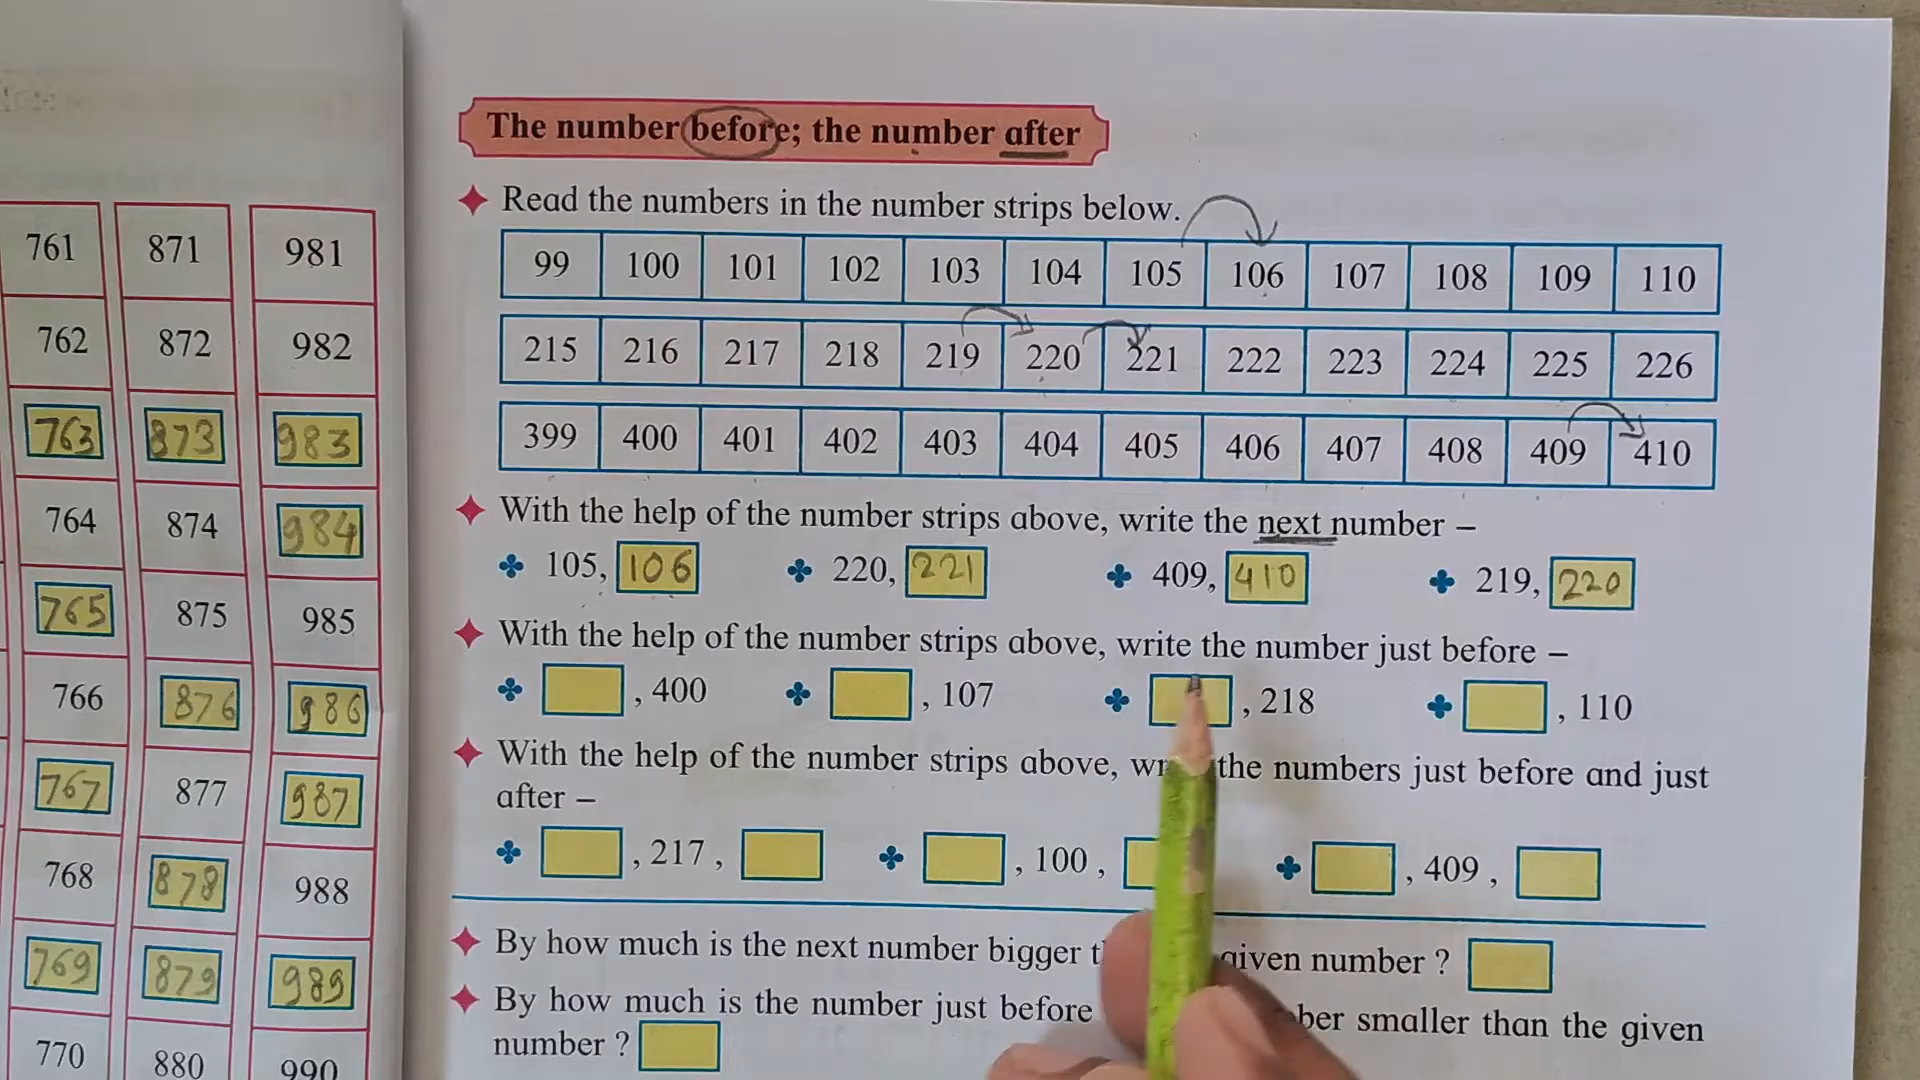 761 871 981
762 872 982
763 873 983
764 874 984
765 875 985
766 876 986
767 877 987
768 878 988
769 879 989
770 880 990
The number before; the number after
Read the numbers in the number strips below.
99 100 101 102 103 104 105 106 107 108 109 110
215 216 217 218 219 220 221 222 223 224 225 226
399 400 401 402 403 404 405 406 407 408 409 410
With the help of the number strips above, write the next number –
105, 106 220, 221 409, 410 219, 220
With the help of the number strips above, write the number just before –
, 400 , 107 , 218 , 110
With the help of the number strips above, the numbers just before and just
after –
, 217 , , 100 , , 409 ,
By how much is the next number bigger given number ?
By how much is the number just before smaller than the given
number ?